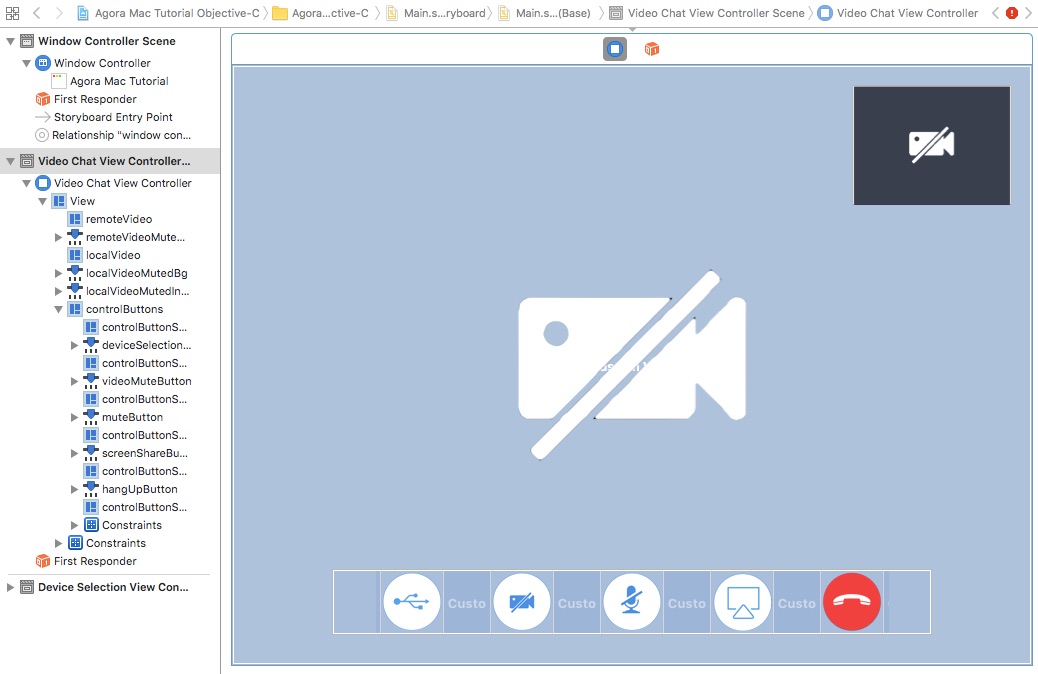 Agora Mac Tutorial Objective-C
Agora...ctive-C
Main.s...ryboard
Main.s...(Base)
Video Chat View Controller Scene
Video Chat View Controller
Window Controller Scene
Window Controller
Agora Mac Tutorial
First Responder
Storyboard Entry Point
Relationship "window con...
Video Chat View Controller...
Video Chat View Controller
View
remoteVideo
remoteVideoMute...
localVideo
localVideoMutedBg
localVideoMutedIn...
controlButtons
controlButtonS...
deviceSelection...
controlButtonS...
videoMuteButton
controlButtonS...
muteButton
controlButtonS...
screenShareBu...
controlButtonS...
hangUpButton
controlButtonS...
Constraints
Constraints
First Responder
Device Selection View Con...
Custo
Custo
Custo
Custo